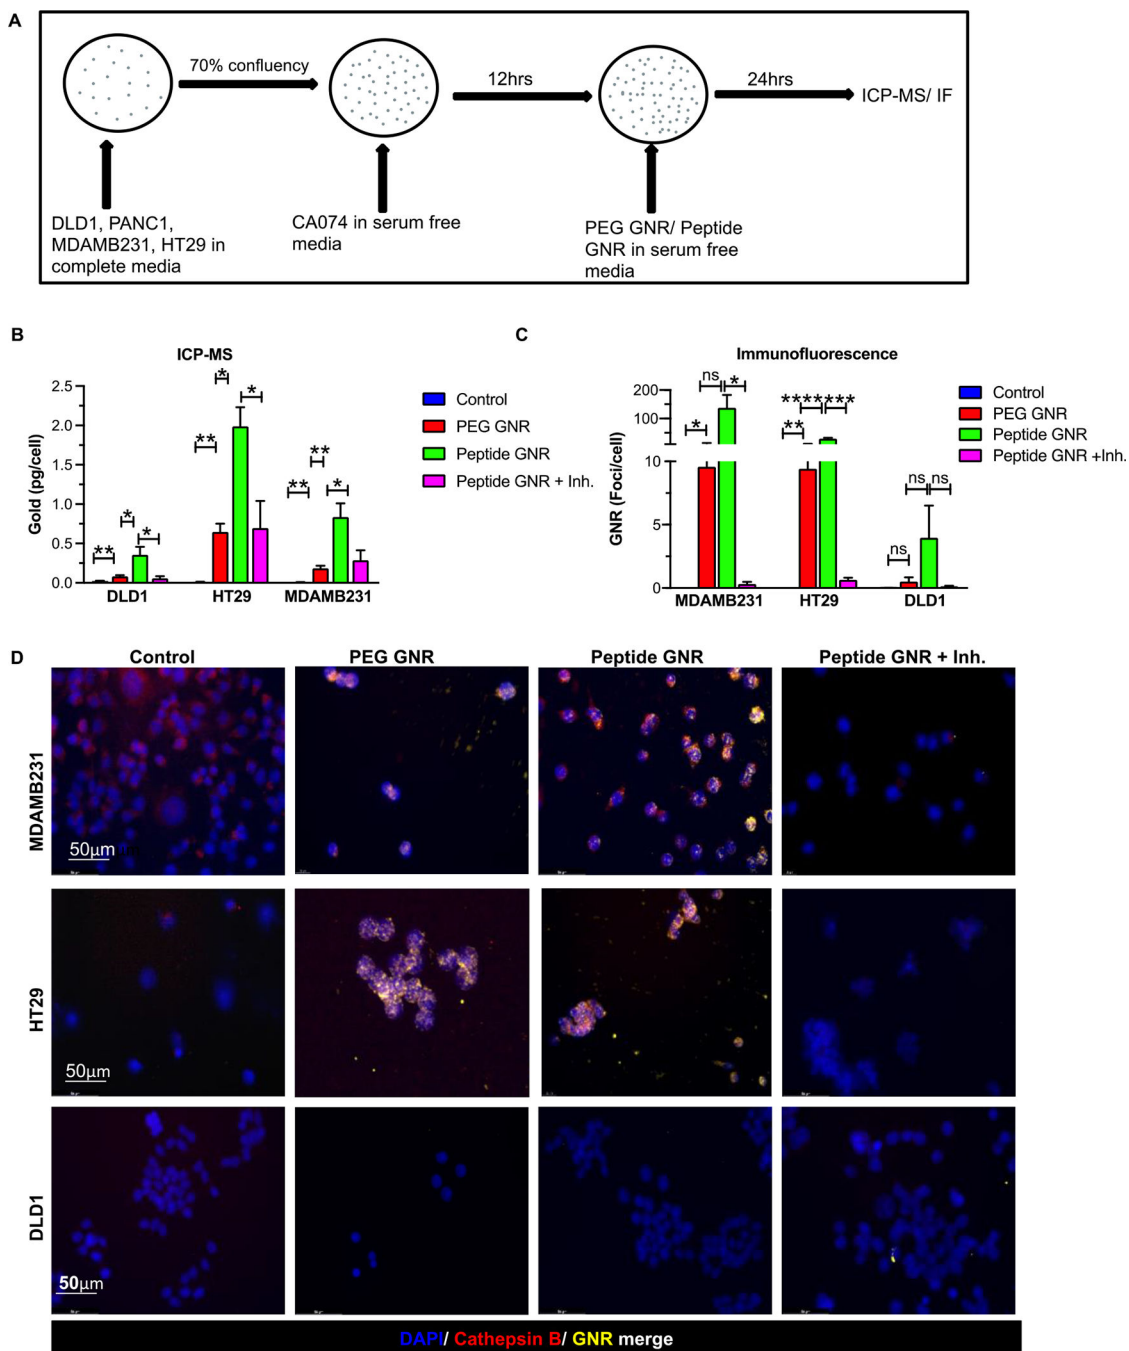 A
70% confluency
12hrs
24hrs
ICP-MS/ IF
DLD1, PANC1,
MDAMB231, HT29 in
complete media
CA074 in serum free
media
PEG GNR/ Peptide
GNR in serum free
media
B
ICP-MS
Gold (pg/cell)
2.5
2.0
1.5
1.0
0.5
0.0
**
*
*
**
*
*
**
**
*
DLD1
HT29
MDAMB231
Control
PEG GNR
Peptide GNR
Peptide GNR + Inh.
C
Immunofluorescence
GNR (Foci/cell)
200
100
10
5
0
*
ns
*
**
*******
ns
ns
ns
MDAMB231
HT29
DLD1
Control
PEG GNR
Peptide GNR
Peptide GNR +Inh.
D
Control
PEG GNR
Peptide GNR
Peptide GNR + Inh.
MDAMB231
50µm
HT29
50µm
DLD1
50µm
DAPI/ Cathepsin B/ GNR merge